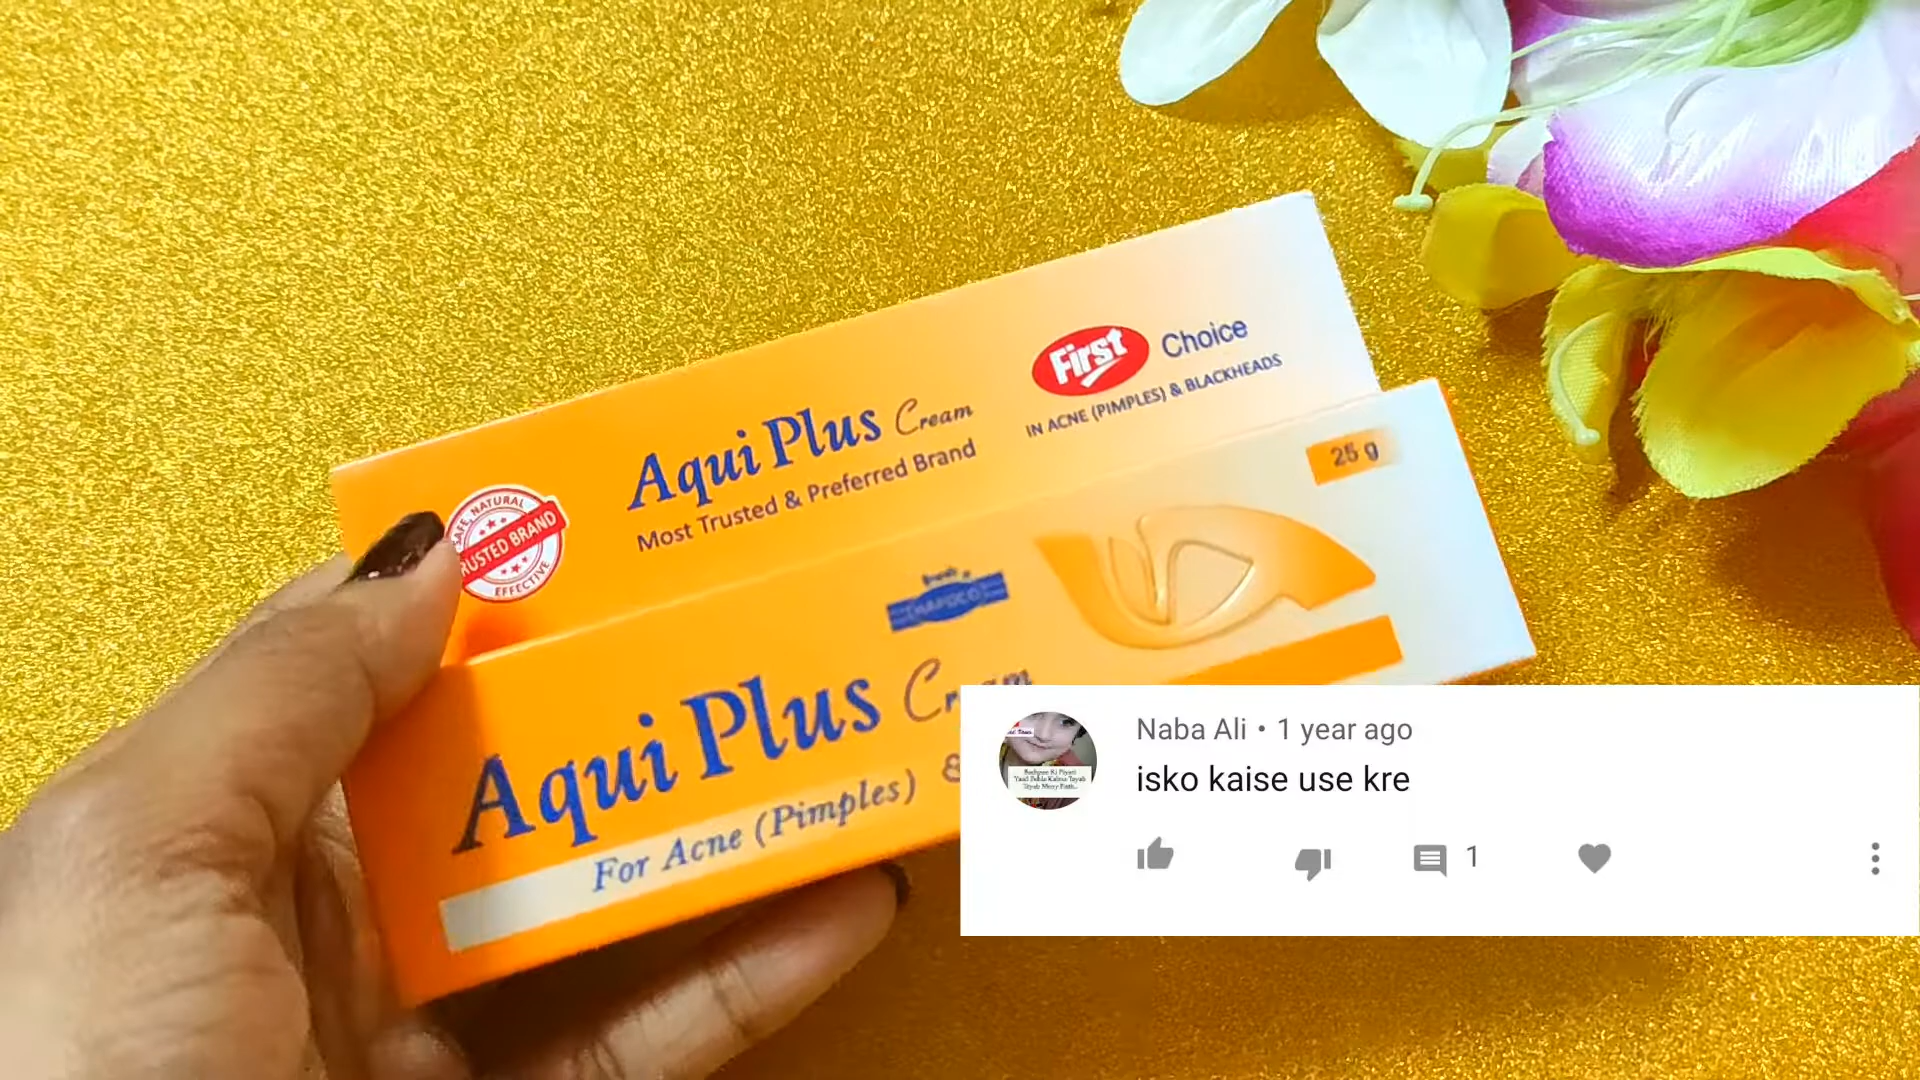 First Choice
IN ACNE (PIMPLES) & BLACKHEADS
Aqui Plus Cream
Most Trusted & Preferred Brand
SAFE, NATURAL
RUSTED BRAND
EFFECTIVE
25 g
Aqui Plus
For Acne (Pimples) &
Naba Ali • 1 year ago
isko kaise use kre
1